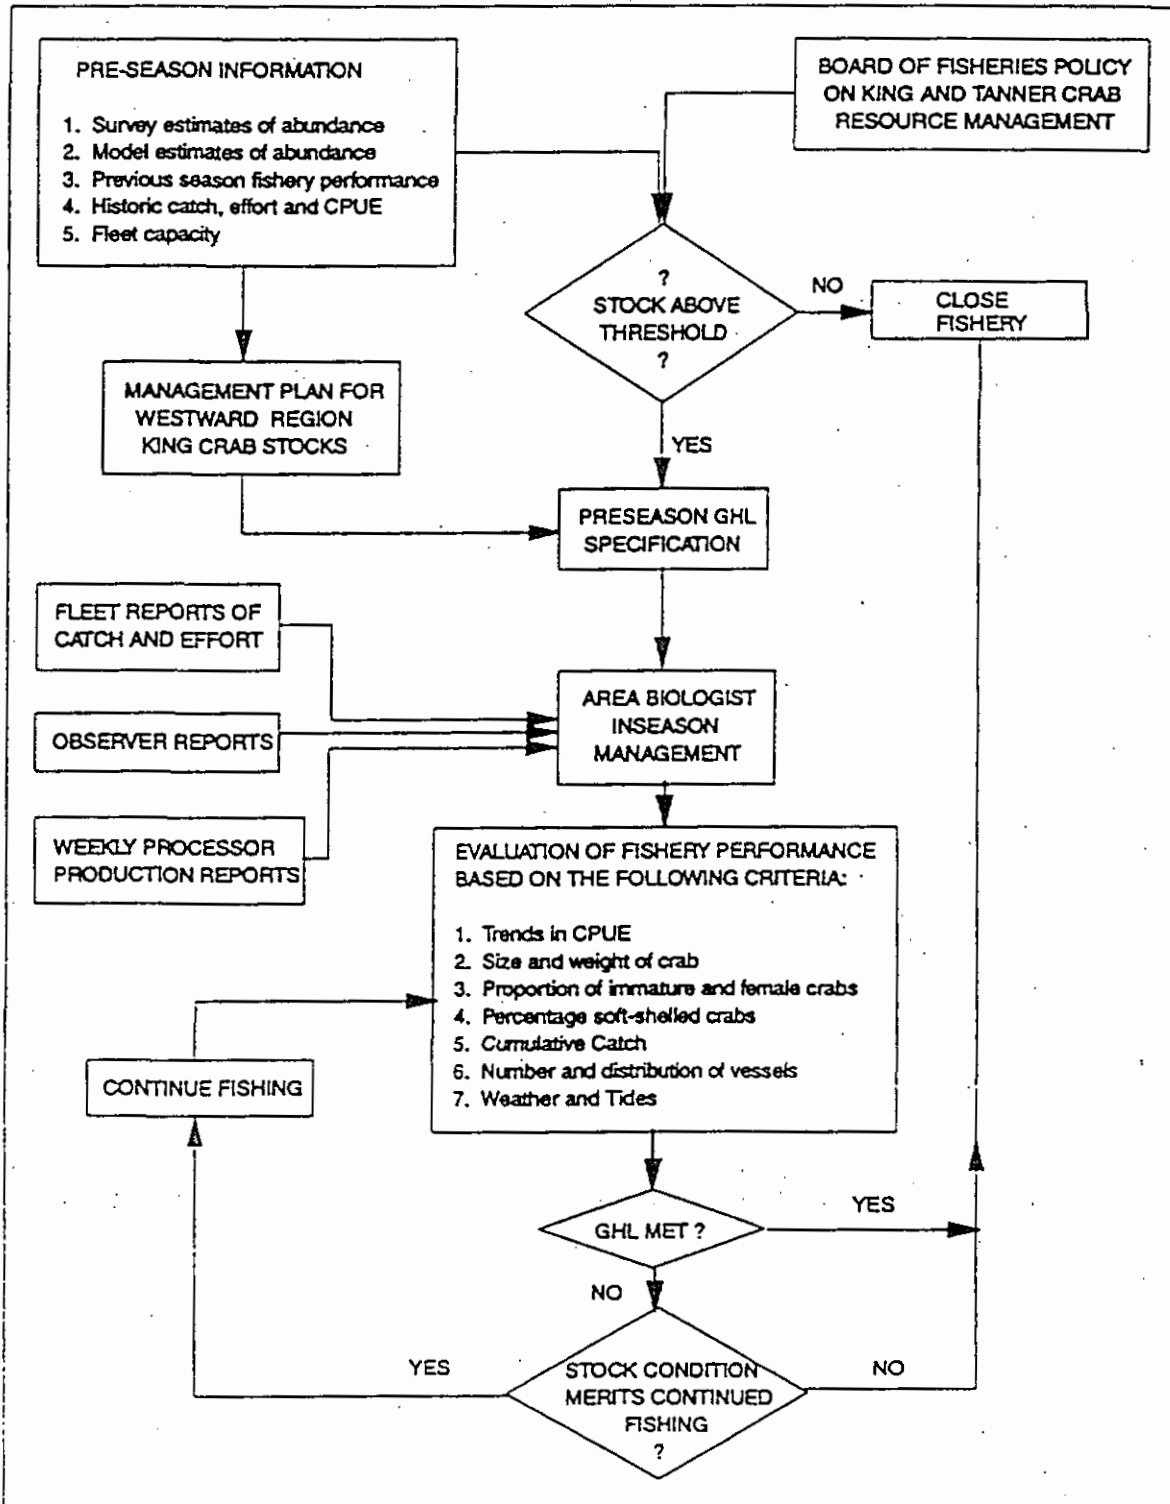 PRE-SEASON INFORMATION
1. Survey estimates of abundance
2. Model estimates of abundance
3. Previous season fishery performance
4. Historic catch, effort and CPUE
5. Fleet capacity
BOARD OF FISHERIES POLICY
ON KING AND TANNER CRAB
RESOURCE MANAGEMENT
?
STOCK ABOVE
THRESHOLD
?
NO
CLOSE
FISHERY
MANAGEMENT PLAN FOR
WESTWARD REGION
KING CRAB STOCKS
YES
PRESEASON GHL
SPECIFICATION
FLEET REPORTS OF
CATCH AND EFFORT
OBSERVER REPORTS
WEEKLY PROCESSOR
PRODUCTION REPORTS
AREA BIOLOGIST
INSEASON
MANAGEMENT
EVALUATION OF FISHERY PERFORMANCE
BASED ON THE FOLLOWING CRITERIA:
1. Trends in CPUE
2. Size and weight of crab
3. Proportion of immature and female crabs
4. Percentage soft-shelled crabs
5. Cumulative Catch
6. Number and distribution of vessels
7. Weather and Tides
CONTINUE FISHING
GHL MET ?
YES
NO
STOCK CONDITION
MERITS CONTINUED
FISHING
?
YES
NO